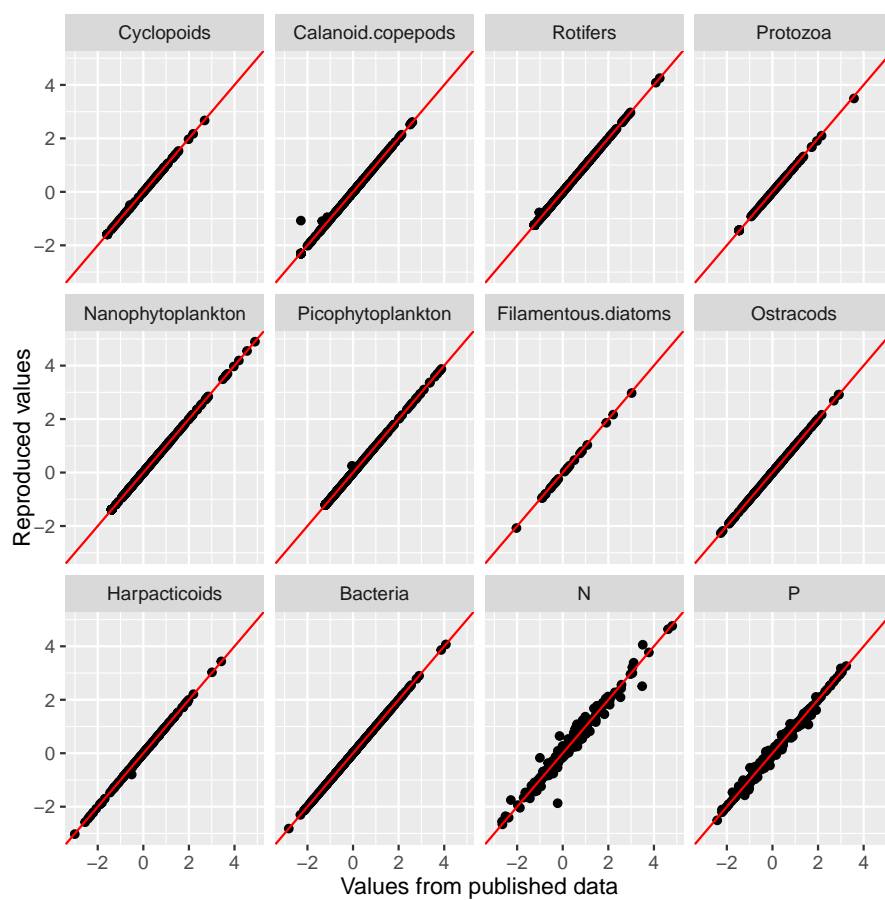 Cyclopoids Calanoid.copepods Rotifers Protozoa
4
2
0
−2
Nanophytoplankton Picophytoplankton Filamentous.diatoms Ostracods
4
2
0
−2
Harpacticoids Bacteria N P
4
2
0
−2
−2 0 2 4 −2 0 2 4 −2 0 2 4 −2 0 2 4
Values from published data
Reproduced values